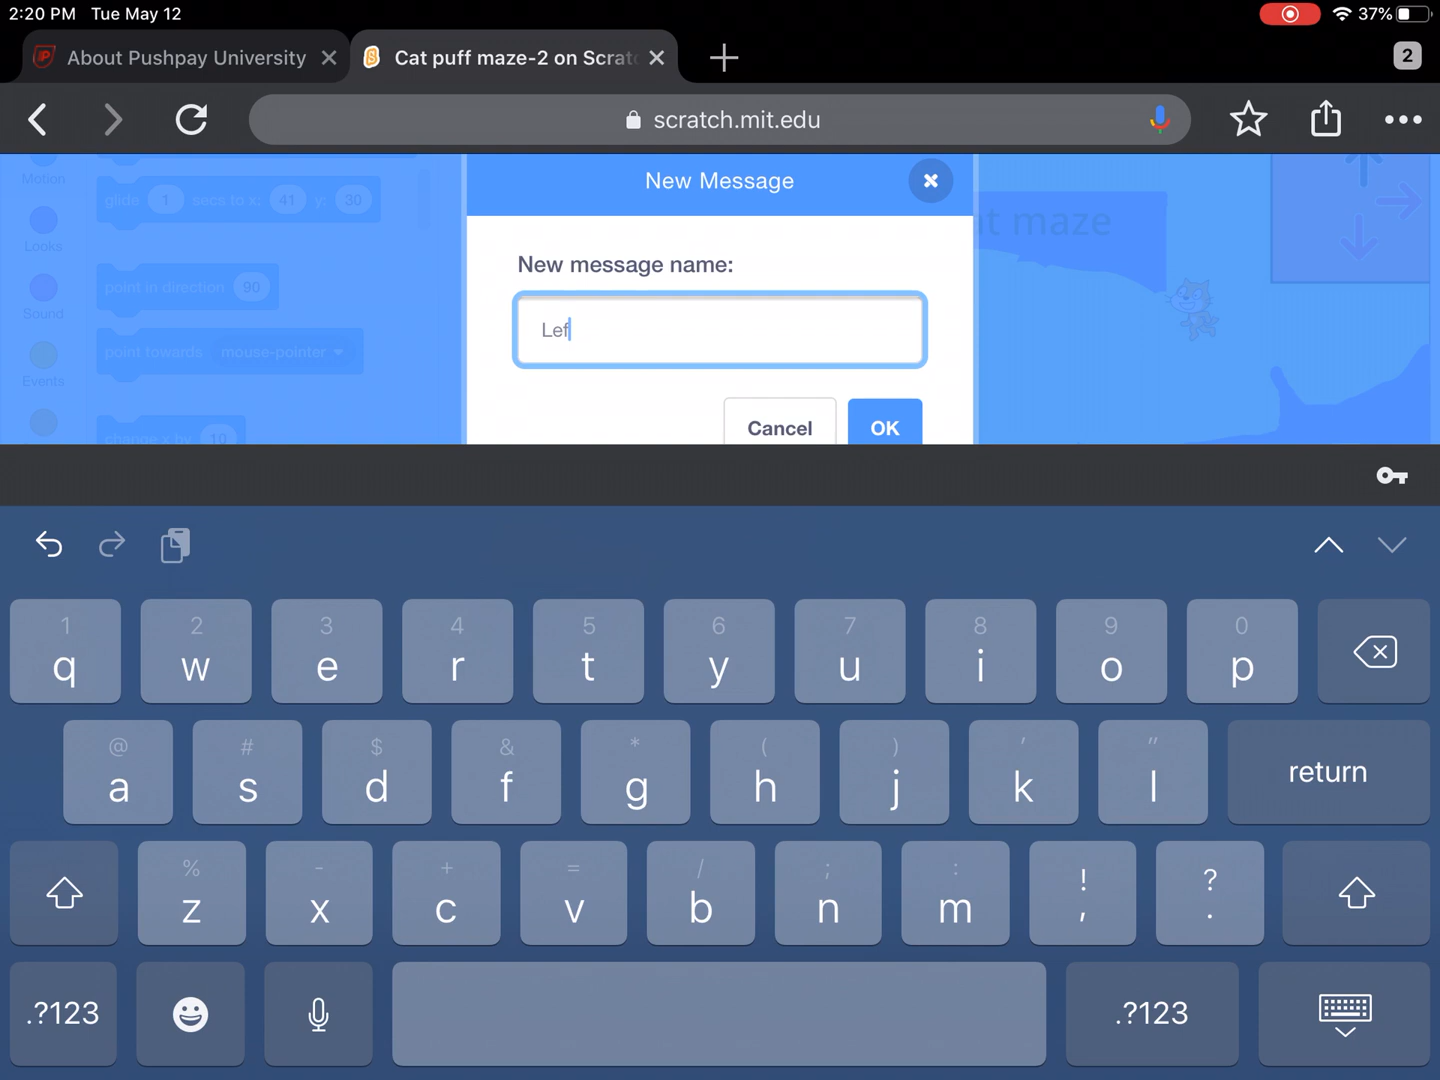 2:20 PM Tue May 12
37%
About Pushpay University
Cat puff maze-2 on Scratc
2
scratch.mit.edu
Motion
glide 1 secs to x: 41 y: 30
New Message
at maze
Looks
New message name:
point in direction 90
Sound
Lef
point towards mouse-pointer
Events
change x by 10
Cancel
OK
1 2 3 4 5 6 7 8 9 0
q w e r t y u i o p
@ # $ & * ( ) ' "
a s d f g h j k l return
% - + = / ; : ! ?
z x c v b n m , .
.?123 .?123